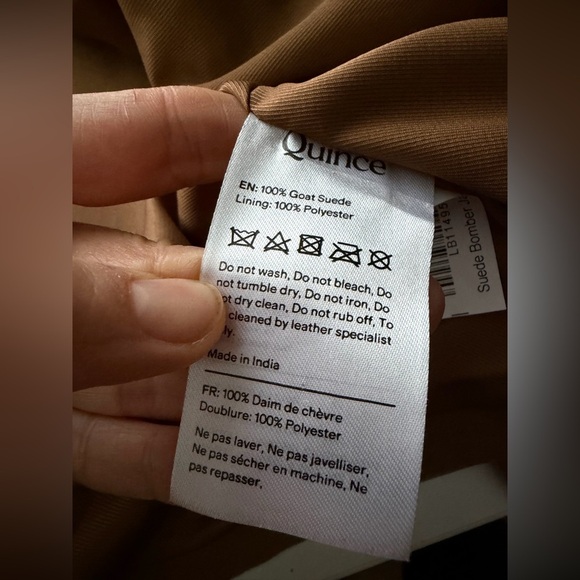 Quince
EN: 100% Goat Suede
Lining: 100% Polyester
Do not wash, Do not bleach, Do
not tumble dry, Do not iron, Do
not dry clean, Do not rub off, To
cleaned by leather specialist
Made in India
FR: 100% Daim de chèvre
Doublure: 100% Polyester
Ne pas laver, Ne pas javelliser,
Ne pas sécher en machine, Ne
pas repasser,
Suede Bomber